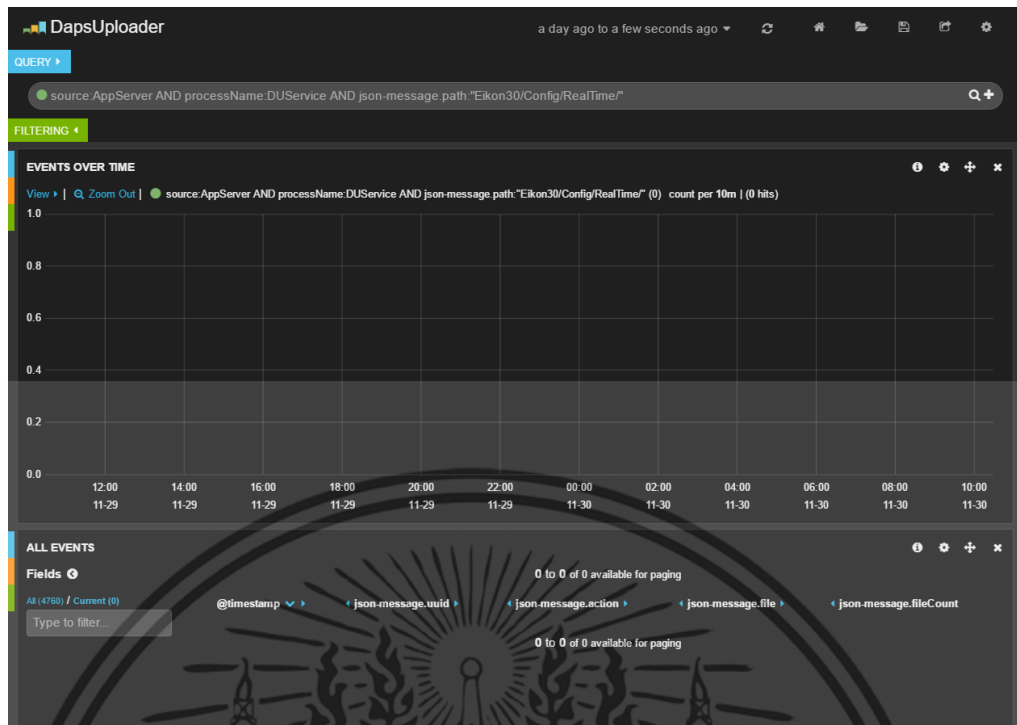 DapsUploader
a day ago to a few seconds ago
QUERY
source:AppServer AND processName:DUService AND json-message.path:"Eikon30/Config/RealTime/"
FILTERING
EVENTS OVER TIME
View | Zoom Out | source:AppServer AND processName:DUService AND json-message.path:"Eikon30/Config/RealTime/" (0) count per 10m | (0 hits)
1.0
0.8
0.6
0.4
0.2
0.0
12:00 14:00 16:00 18:00 20:00 22:00 00:00 02:00 04:00 06:00 08:00 10:00
11-29 11-29 11-29 11-29 11-29 11-29 11-30 11-30 11-30 11-30 11-30 11-30
ALL EVENTS
Fields
0 to 0 of 0 available for paging
All (4760) / Current (0)
Type to filter...
@timestamp json-message.uuid json-message.action json-message.file json-message.fileCount
0 to 0 of 0 available for paging